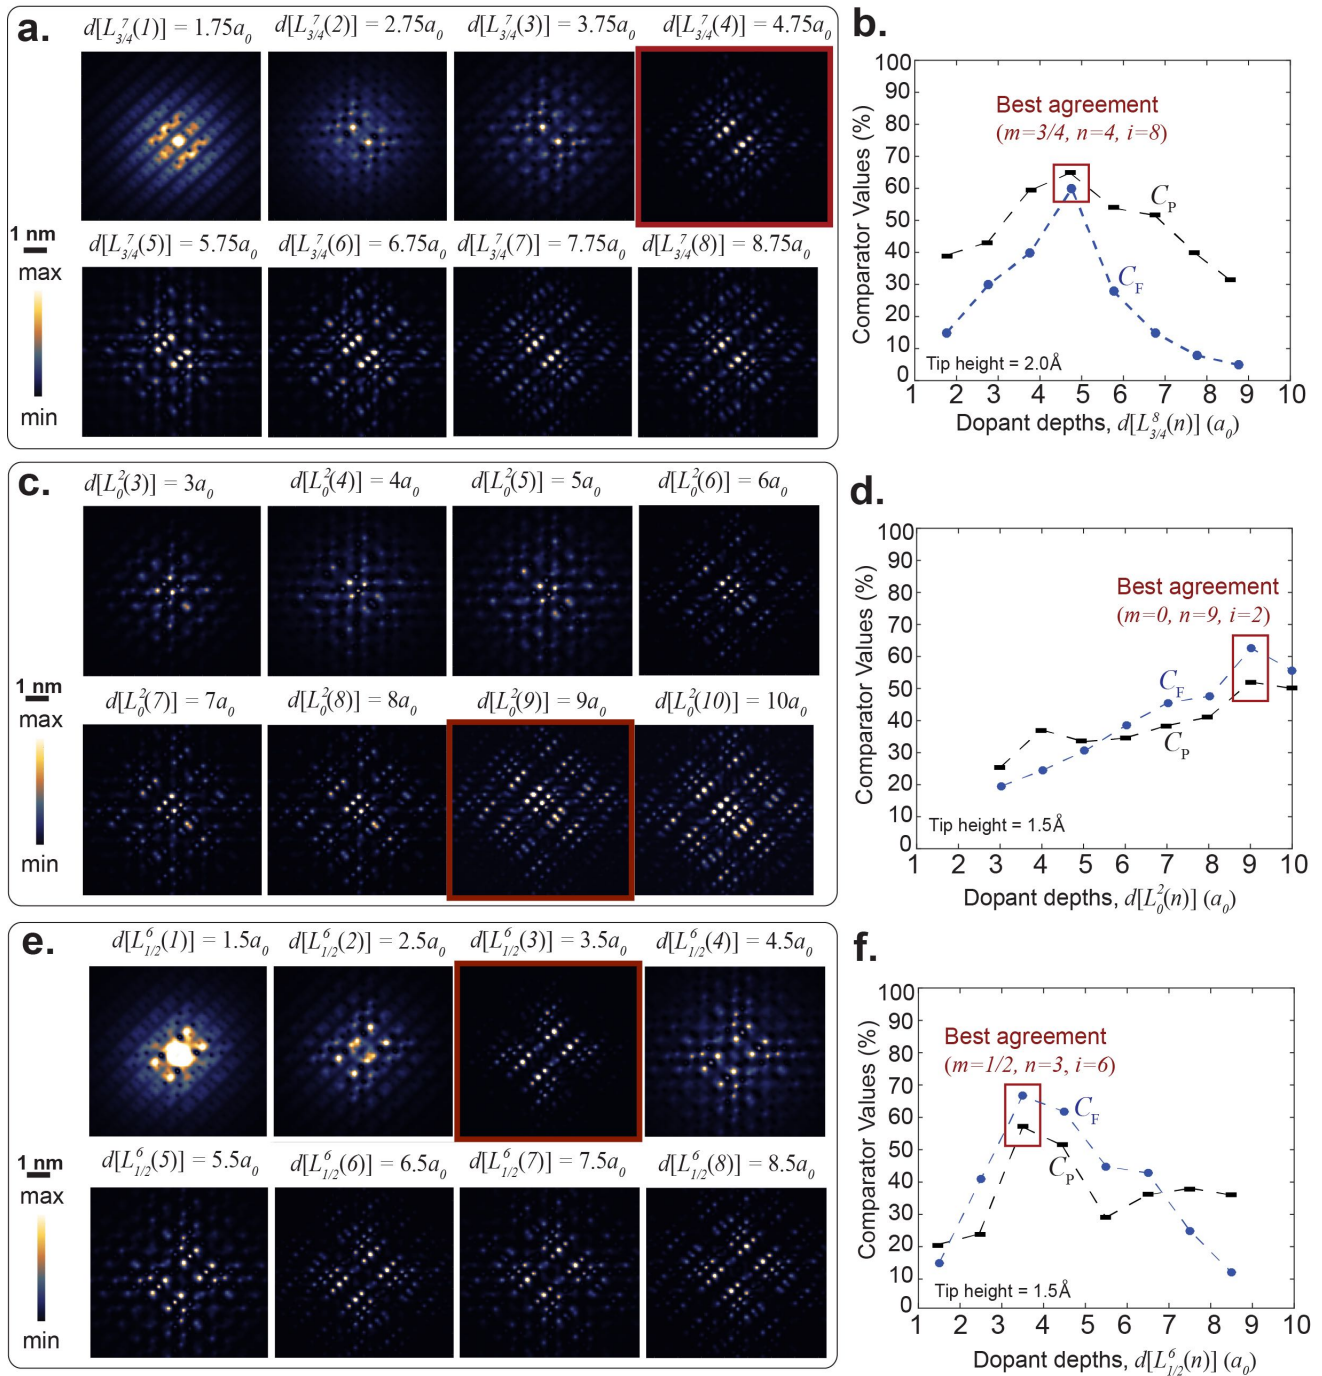 a.
d[L^7_{3/4}(1)] = 1.75a_0
d[L^7_{3/4}(2)] = 2.75a_0
d[L^7_{3/4}(3)] = 3.75a_0
d[L^7_{3/4}(4)] = 4.75a_0
1 nm
max
min
d[L^7_{3/4}(5)] = 5.75a_0
d[L^7_{3/4}(6)] = 6.75a_0
d[L^7_{3/4}(7)] = 7.75a_0
d[L^7_{3/4}(8)] = 8.75a_0
b.
Comparator Values (%)
100
90
80
70
60
50
40
30
20
10
0
Best agreement
(m=3/4, n=4, i=8)
C_P
C_F
Tip height = 2.0Å
1 2 3 4 5 6 7 8 9 10
Dopant depths, d[L^8_{3/4}(n)] (a_0)
c.
d[L^2_0(3)] = 3a_0
d[L^2_0(4)] = 4a_0
d[L^2_0(5)] = 5a_0
d[L^2_0(6)] = 6a_0
1 nm
max
min
d[L^2_0(7)] = 7a_0
d[L^2_0(8)] = 8a_0
d[L^2_0(9)] = 9a_0
d[L^2_0(10)] = 10a_0
d.
Comparator Values (%)
100
90
80
70
60
50
40
30
20
10
0
Best agreement
(m=0, n=9, i=2)
C_F
C_P
Tip height = 1.5Å
1 2 3 4 5 6 7 8 9 10
Dopant depths, d[L^2_0(n)] (a_0)
e.
d[L^6_{1/2}(1)] = 1.5a_0
d[L^6_{1/2}(2)] = 2.5a_0
d[L^6_{1/2}(3)] = 3.5a_0
d[L^6_{1/2}(4)] = 4.5a_0
1 nm
max
min
d[L^6_{1/2}(5)] = 5.5a_0
d[L^6_{1/2}(6)] = 6.5a_0
d[L^6_{1/2}(7)] = 7.5a_0
d[L^6_{1/2}(8)] = 8.5a_0
f.
Comparator Values (%)
100
90
80
70
60
50
40
30
20
10
0
Best agreement
(m=1/2, n=3, i=6)
C_F
C_P
Tip height = 1.5Å
1 2 3 4 5 6 7 8 9 10
Dopant depths, d[L^6_{1/2}(n)] (a_0)